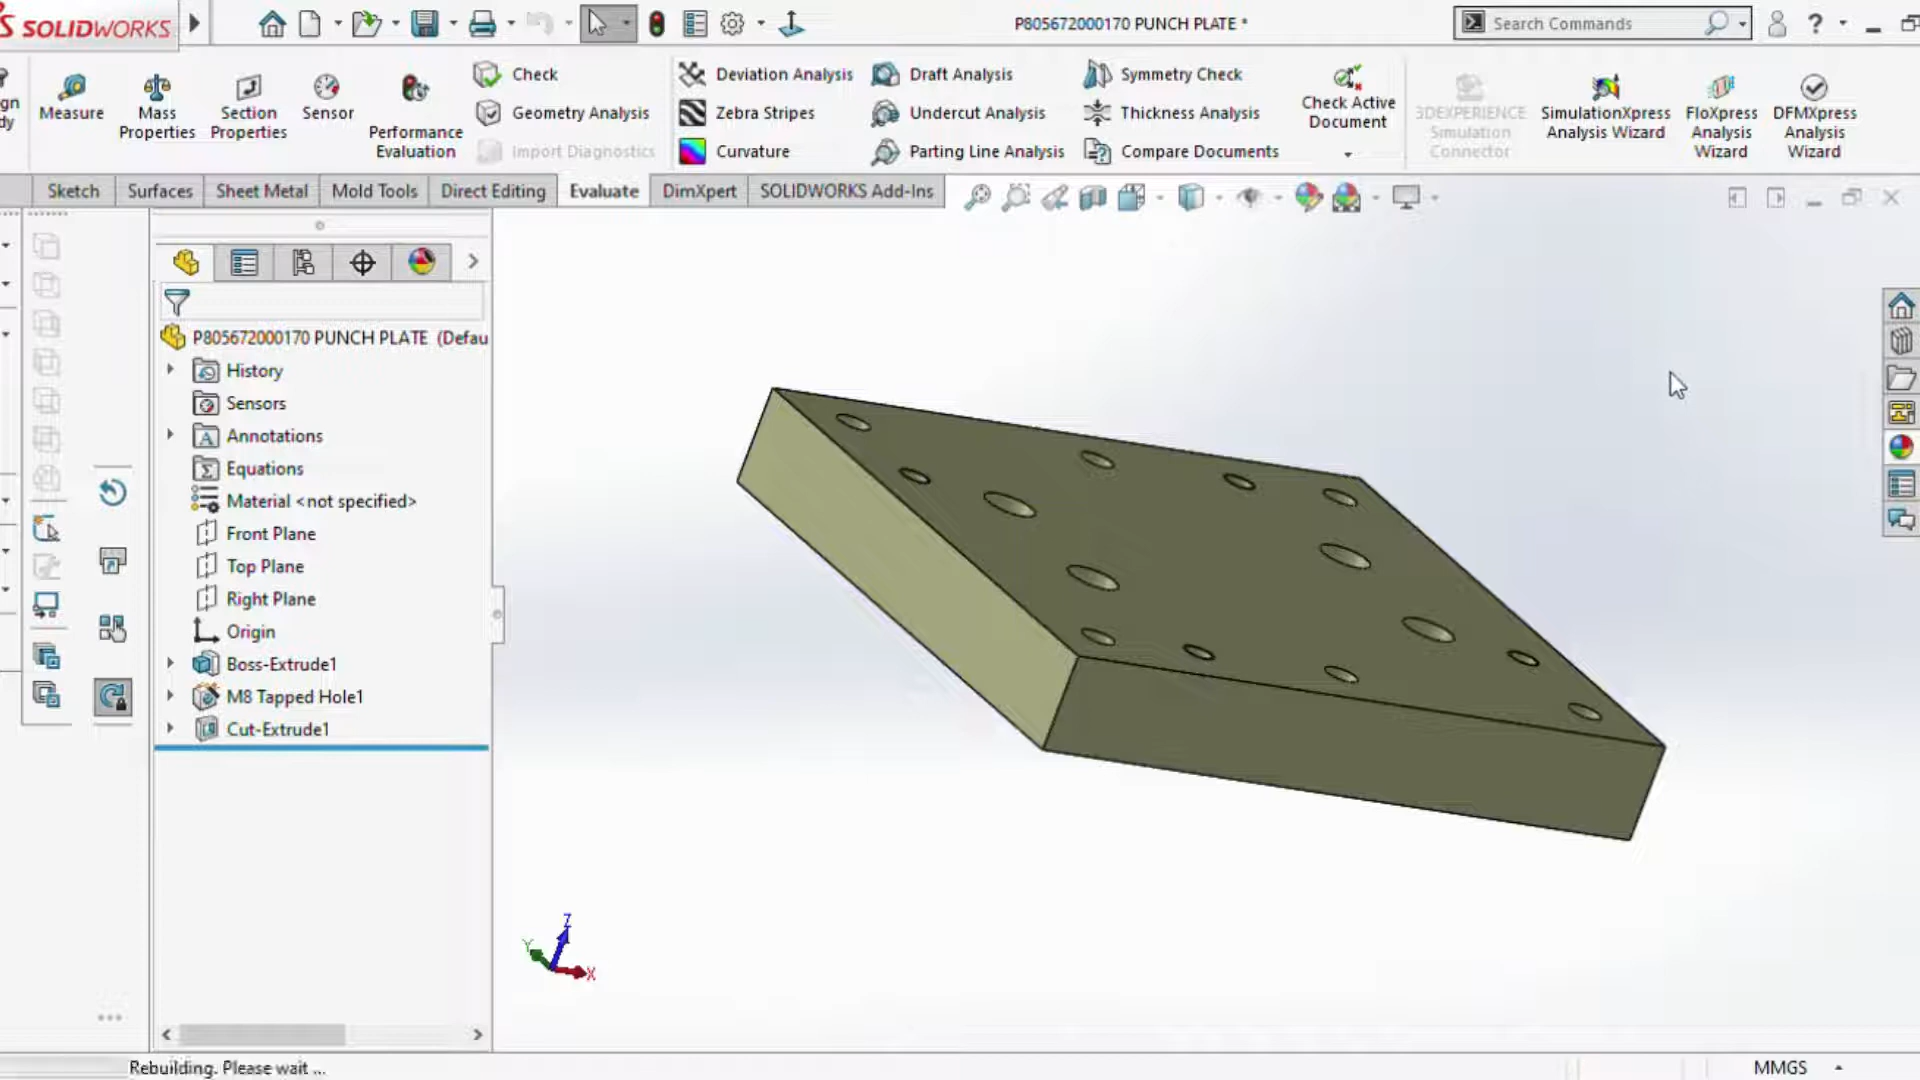 SOLIDWORKS
P805672000170 PUNCH PLATE *
Search Commands
?
gn
dy
Measure
Mass
Properties
Section
Properties
Sensor
Performance
Evaluation
Check
Geometry Analysis
Import Diagnostics
Deviation Analysis
Zebra Stripes
Curvature
Draft Analysis
Undercut Analysis
Parting Line Analysis
Symmetry Check
Thickness Analysis
Compare Documents
Check Active
Document
3DEXPERIENCE
Simulation
Connector
SimulationXpress
Analysis Wizard
FloXpress
Analysis
Wizard
DFMXpress
Analysis
Wizard
Sketch
Surfaces
Sheet Metal
Mold Tools
Direct Editing
Evaluate
DimXpert
SOLIDWORKS Add-Ins
P805672000170 PUNCH PLATE (Defau
History
Sensors
Annotations
Equations
Material <not specified>
Front Plane
Top Plane
Right Plane
Origin
Boss-Extrude1
M8 Tapped Hole1
Cut-Extrude1
Z
Y
X
Rebuilding. Please wait ...
MMGS